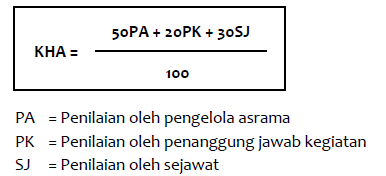 KHA = 50PA + 20PK + 30SJ
100
PA = Penilaian oleh pengelola asrama
PK = Penilaian oleh penanggung jawab kegiatan
SJ = Penilaian oleh sejawat